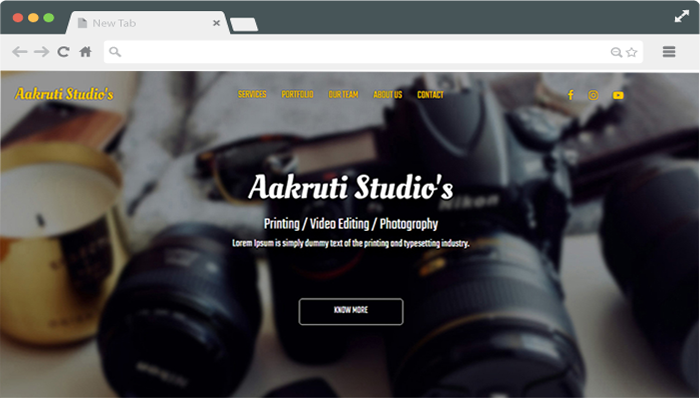 New Tab
Aakruti Studio's
SERVICES PORTFOLIO OUR TEAM ABOUT US CONTACT
Aakruti Studio's
Nikon
Printing / Video Editing / Photography
Lorem Ipsum is simply dummy text of the printing and typesetting industry.
KNOW MORE